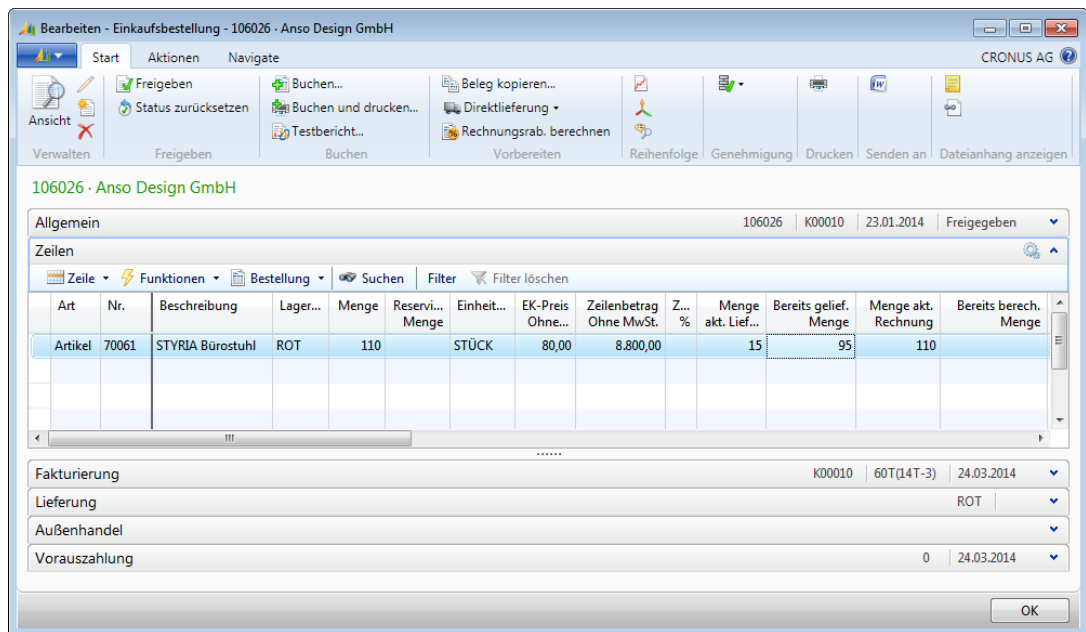 Bearbeiten - Einkaufsbestellung - 106026 · Anso Design GmbH
Start Aktionen Navigate CRONUS AG
Ansicht
Freigeben
Status zurücksetzen
Buchen...
Buchen und drucken...
Testbericht...
Beleg kopieren...
Direktlieferung
Rechnungsrab. berechnen
Verwalten Freigeben Buchen Vorbereiten Reihenfolge Genehmigung Drucken Senden an Dateianhang anzeigen
106026 · Anso Design GmbH
Allgemein 106026 K00010 23.01.2014 Freigegeben
Zeilen
Zeile Funktionen Bestellung Suchen Filter Filter löschen
Art Nr. Beschreibung Lager... Menge Reservi... Einheit... EK-Preis Zeilenbetrag Z... Menge Bereits gelief. Menge akt. Bereits berech.
Menge Ohne... Ohne MwSt. % akt. Lief... Menge Rechnung Menge
Artikel 70061 STYRIA Bürostuhl ROT 110 STÜCK 80,00 8.800,00 15 95 110
Fakturierung K00010 60T(14T-3) 24.03.2014
Lieferung ROT
Außenhandel
Vorauszahlung 0 24.03.2014
OK